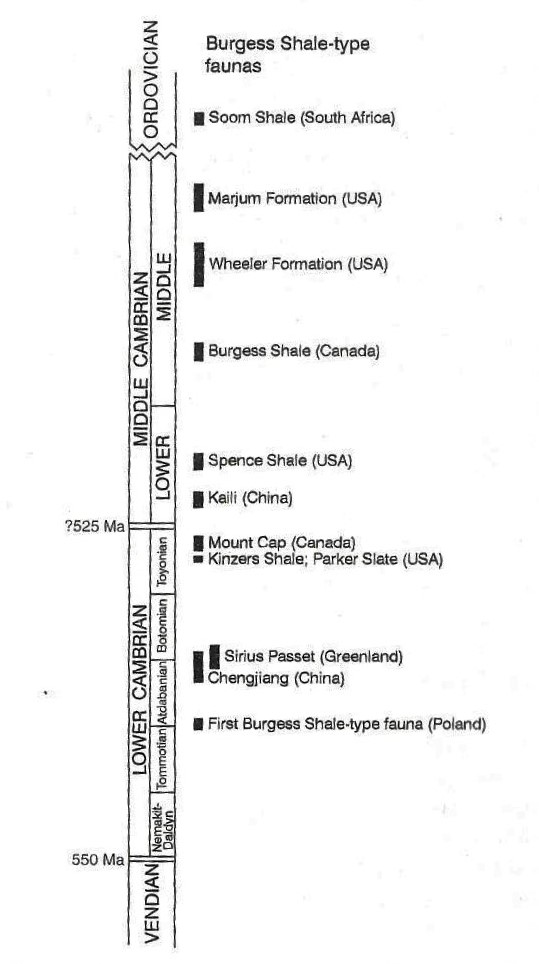 Burgess Shale-type
faunas
ORDOVICIAN
Soom Shale (South Africa)
Marjum Formation (USA)
Wheeler Formation (USA)
MIDDLE
MIDDLE CAMBRIAN
Burgess Shale (Canada)
LOWER
Spence Shale (USA)
Kaili (China)
?525 Ma
Mount Cap (Canada)
Kinzers Shale; Parker Slate (USA)
Toyonian
Botomian
LOWER CAMBRIAN
Sirius Passet (Greenland)
Chengjiang (China)
Atdabanian
First Burgess Shale-type fauna (Poland)
Tommotian
Nemakit-
Daldyn
550 Ma
VENDIAN